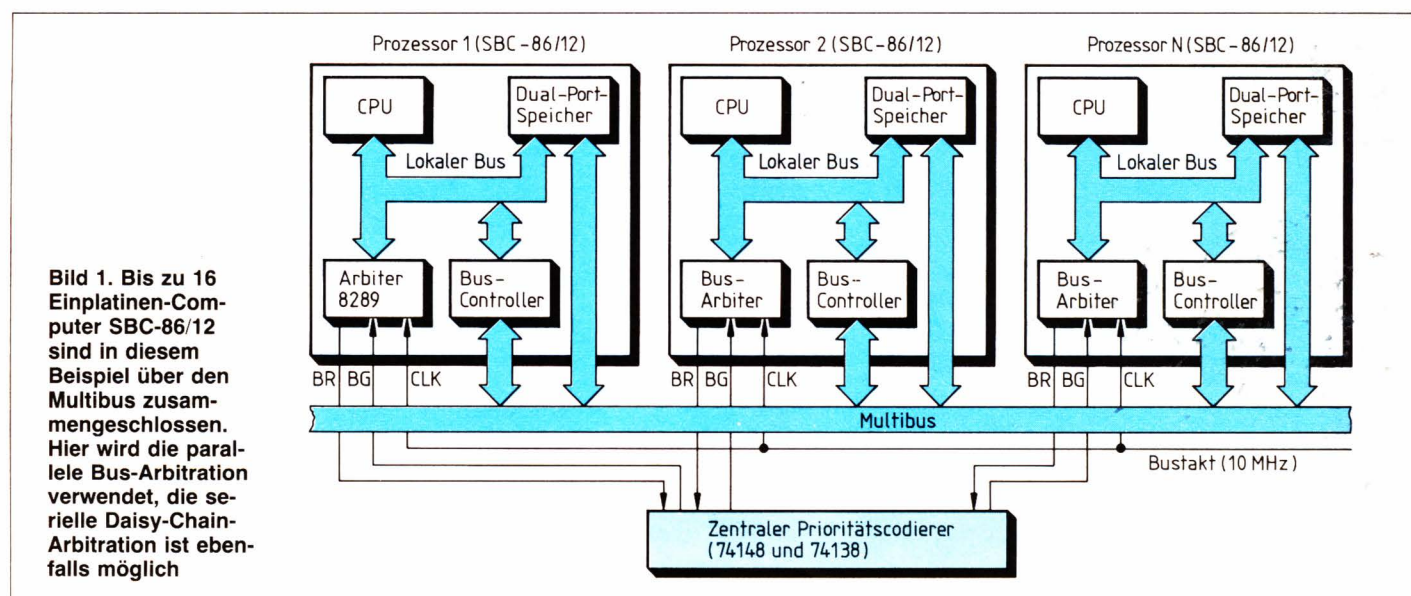 Prozessor 1 (SBC-86/12)
Prozessor 2 (SBC-86/12)
Prozessor N (SBC-86/12)
CPU
Dual-Port-
Speicher
Lokaler Bus
Arbiter
8289
Bus-
Controller
CPU
Dual-Port-
Speicher
Lokaler Bus
Bus-
Arbiter
Bus-
Controller
CPU
Dual-Port-
Speicher
Lokaler Bus
Bus-
Arbiter
Bus-
Controller
BR BG CLK
BR BG CLK
BR BG CLK
Multibus
Bustakt (10 MHz)
Zentraler Prioritätscodierer
(74148 und 74138)
Bild 1. Bis zu 16
Einplatinen-Com-
puter SBC-86/12
sind in diesem
Beispiel über den
Multibus zusam-
mengeschlossen.
Hier wird die paral-
lele Bus-Arbitration
verwendet, die se-
rielle Daisy-Chain-
Arbitration ist eben-
falls möglich